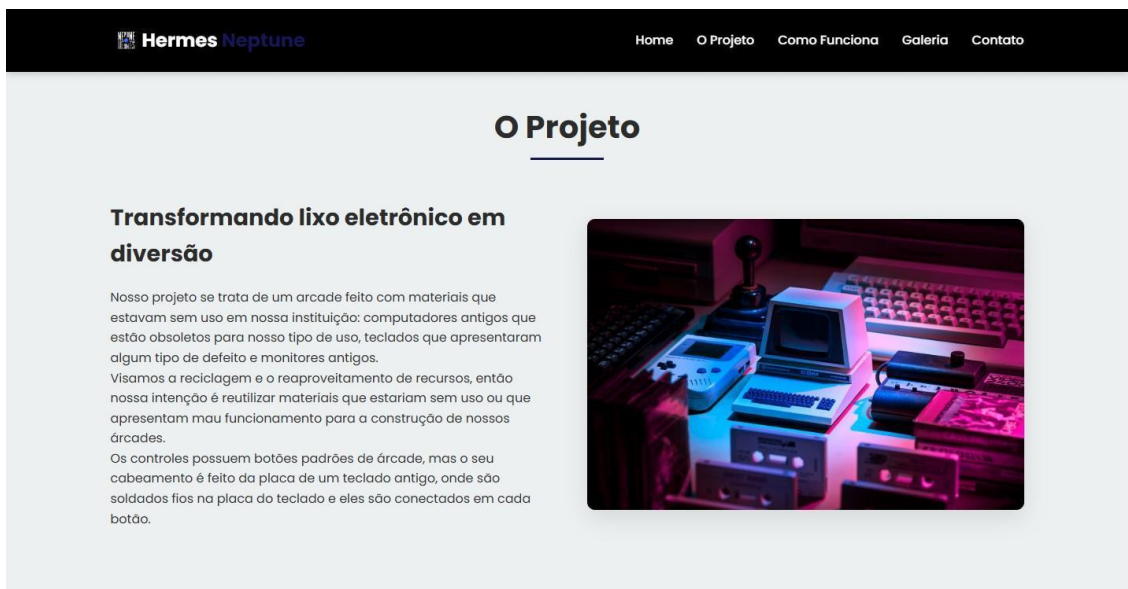 Hermes Neptune
Home O Projeto Como Funciona Galeria Contato
O Projeto
Transformando lixo eletrônico em
diversão
Nosso projeto se trata de um arcade feito com materiais que
estavam sem uso em nossa instituição: computadores antigos que
estão obsoletos para nosso tipo de uso, teclados que apresentaram
algum tipo de defeito e monitores antigos.
Visamos a reciclagem e o reaproveitamento de recursos, então
nossa intenção é reutilizar materiais que estariam sem uso ou que
apresentam mau funcionamento para a construção de nossos
árcades.
Os controles possuem botões padrões de árcade, mas o seu
cabeamento é feito da placa de um teclado antigo, onde são
soldados fios na placa do teclado e eles são conectados em cada
botão.